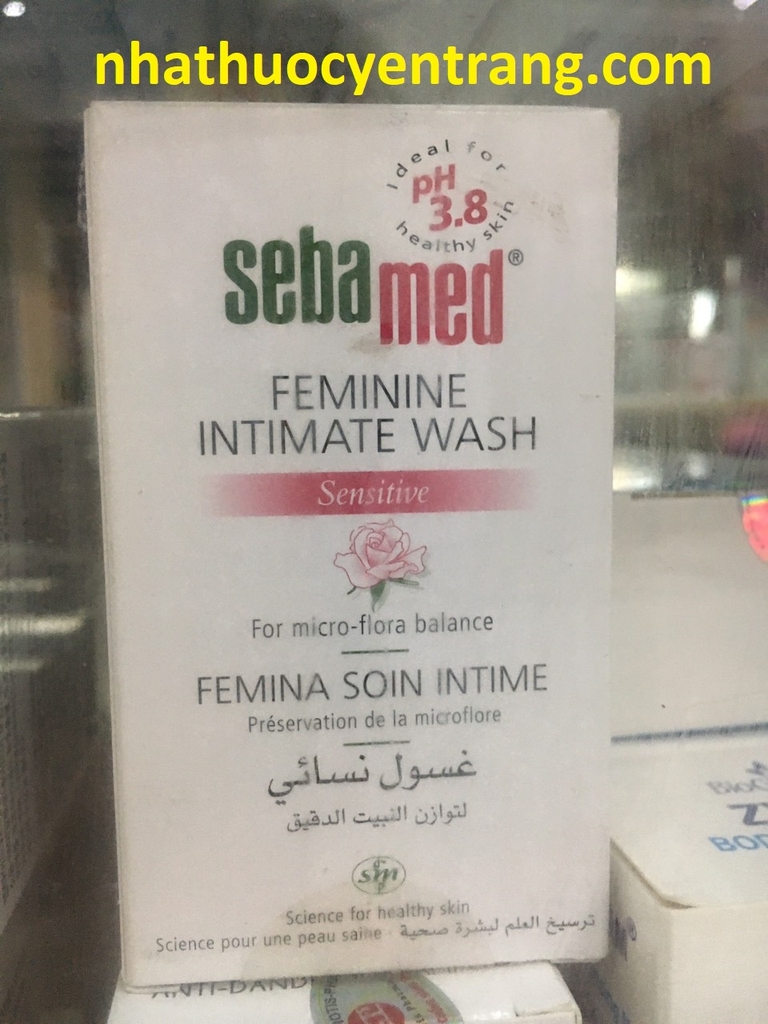 nhathuocyentrang.com
Ideal for
pH
3.8
healthy skin
sebamed®
FEMININE
INTIMATE WASH
Sensitive
For micro-flora balance
FEMINA SOIN INTIME
Préservation de la microflore
غسول نسائي
لتوازن النبيت الدقيق
sm
Science for healthy skin
Science pour une peau saine ترسيخ العلم لبشرة صحية
BOD